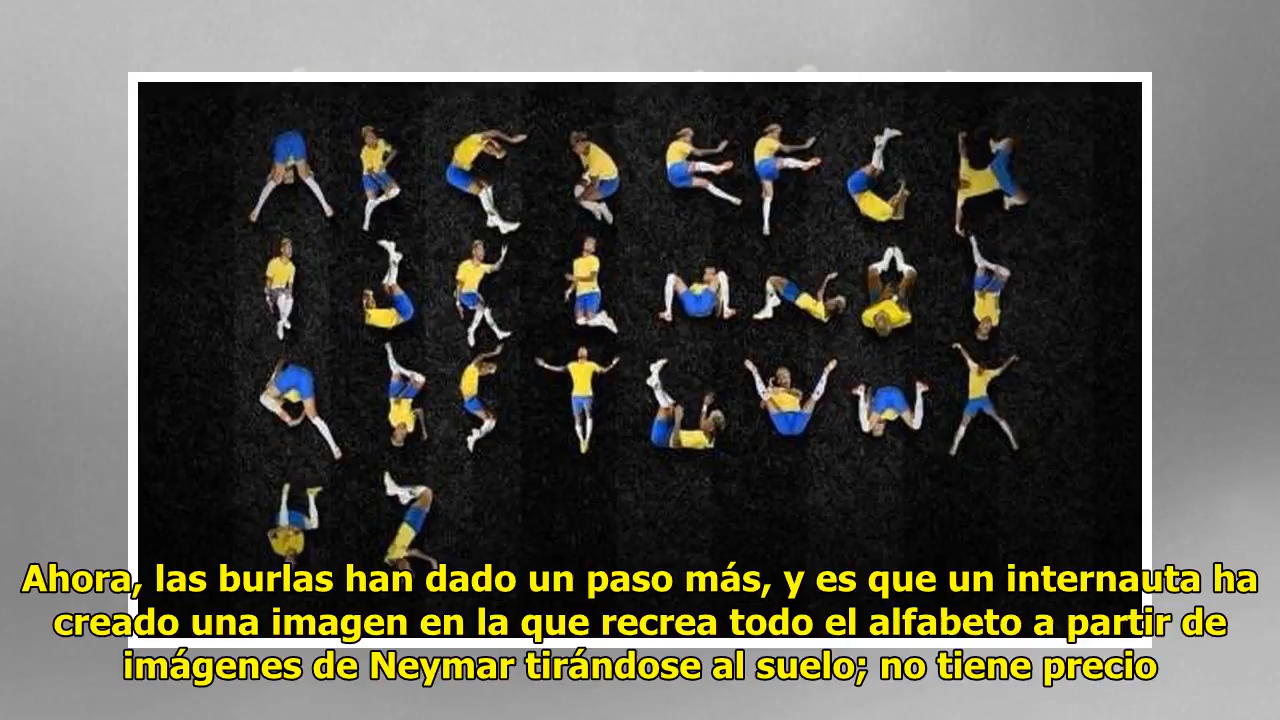 Ahora, las burlas han dado un paso más, y es que un internauta ha
creado una imagen en la que recrea todo el alfabeto a partir de
imágenes de Neymar tirándose al suelo; no tiene precio